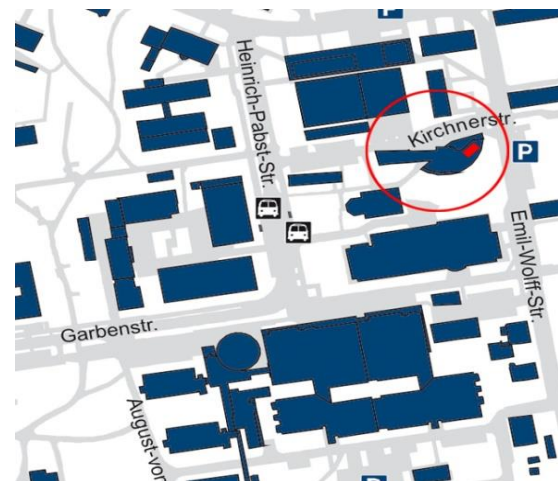 P
Heinrich-Pabst-Str.
Kirchnerstr.
P
Emil-Wolff-Str.
Garbenstr.
August-von